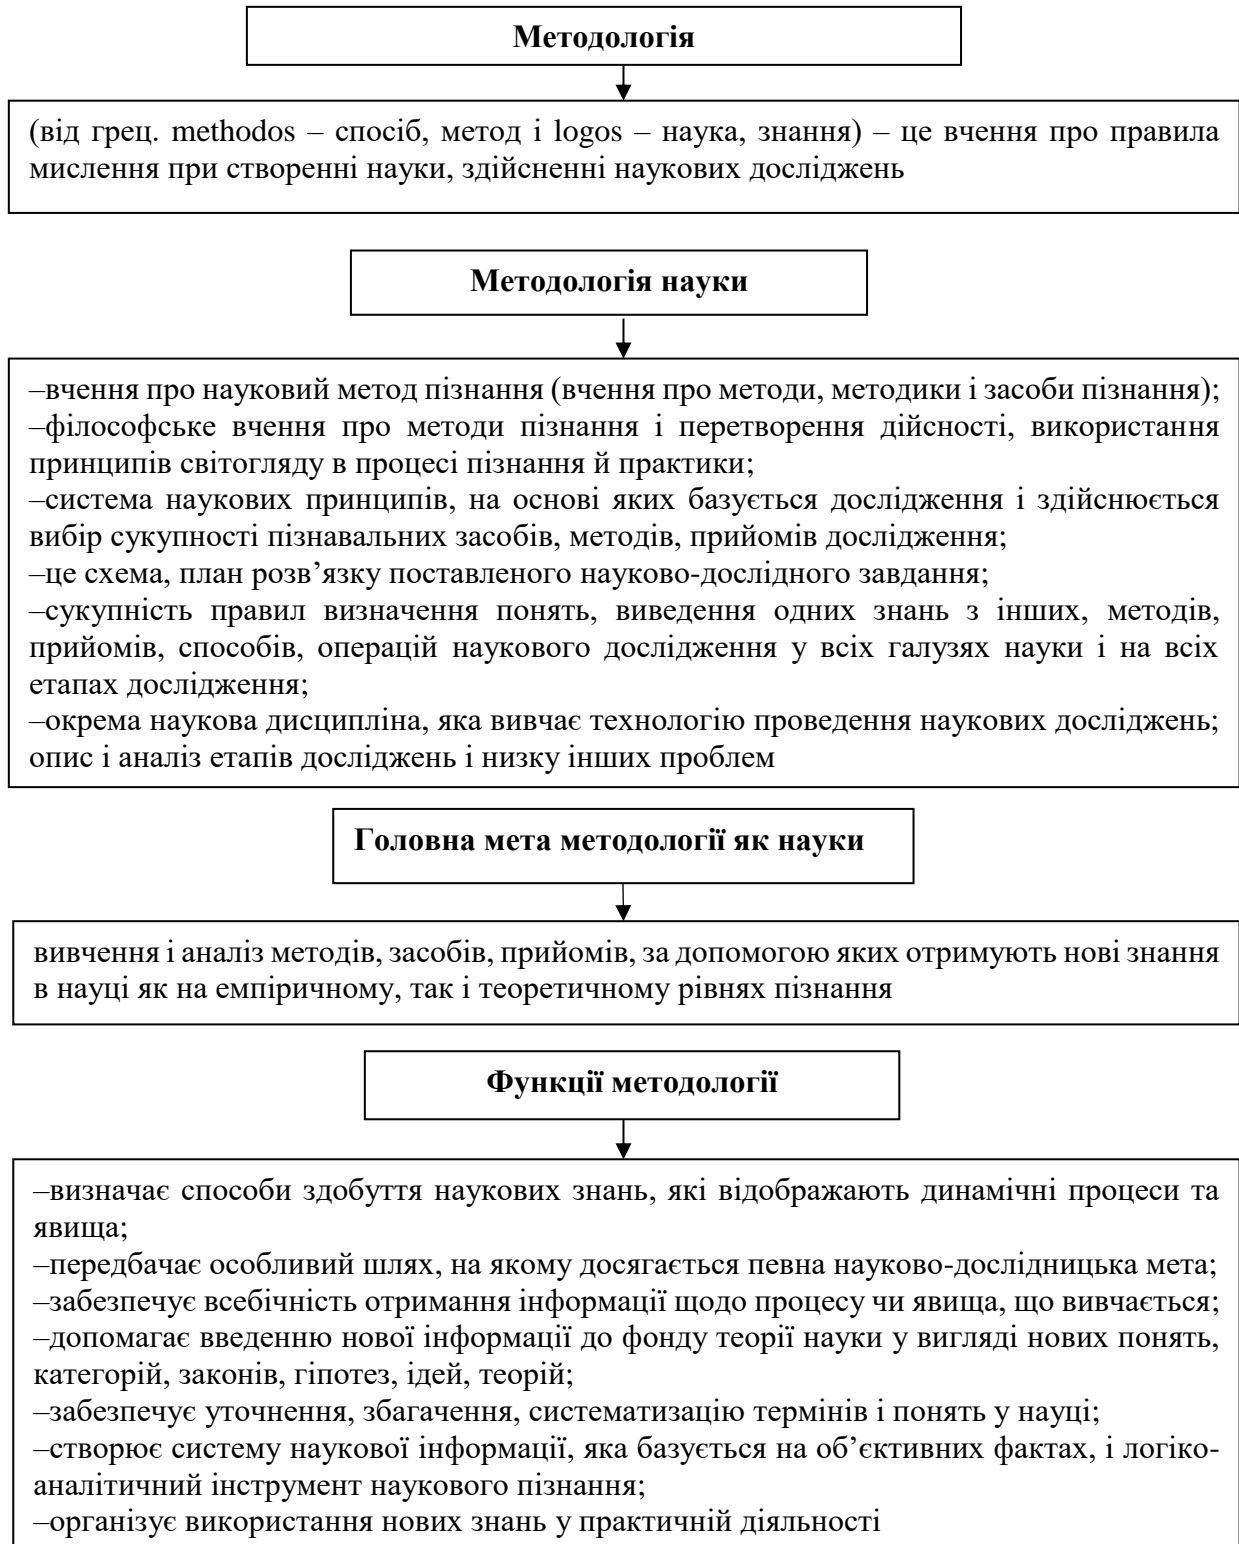 Методологія
(від грец. methodos – спосіб, метод і logos – наука, знання) – це вчення про правила
мислення при створенні науки, здійсненні наукових досліджень
Методологія науки
–вчення про науковий метод пізнання (вчення про методи, методики і засоби пізнання);
–філософське вчення про методи пізнання і перетворення дійсності, використання
принципів світогляду в процесі пізнання й практики;
–система наукових принципів, на основі яких базується дослідження і здійснюється
вибір сукупності пізнавальних засобів, методів, прийомів дослідження;
–це схема, план розв’язку поставленого науково-дослідного завдання;
–сукупність правил визначення понять, виведення одних знань з інших, методів,
прийомів, способів, операцій наукового дослідження у всіх галузях науки і на всіх
етапах дослідження;
–окрема наукова дисципліна, яка вивчає технологію проведення наукових досліджень;
опис і аналіз етапів досліджень і низку інших проблем
Головна мета методології як науки
вивчення і аналіз методів, засобів, прийомів, за допомогою яких отримують нові знання
в науці як на емпіричному, так і теоретичному рівнях пізнання
Функції методології
–визначає способи здобуття наукових знань, які відображають динамічні процеси та
явища;
–передбачає особливий шлях, на якому досягається певна науково-дослідницька мета;
–забезпечує всебічність отримання інформації щодо процесу чи явища, що вивчається;
–допомагає введенню нової інформації до фонду теорії науки у вигляді нових понять,
категорій, законів, гіпотез, ідей, теорій;
–забезпечує уточнення, збагачення, систематизацію термінів і понять у науці;
–створює систему наукової інформації, яка базується на об’єктивних фактах, і логіко-
аналітичний інструмент наукового пізнання;
–організує використання нових знань у практичній діяльності